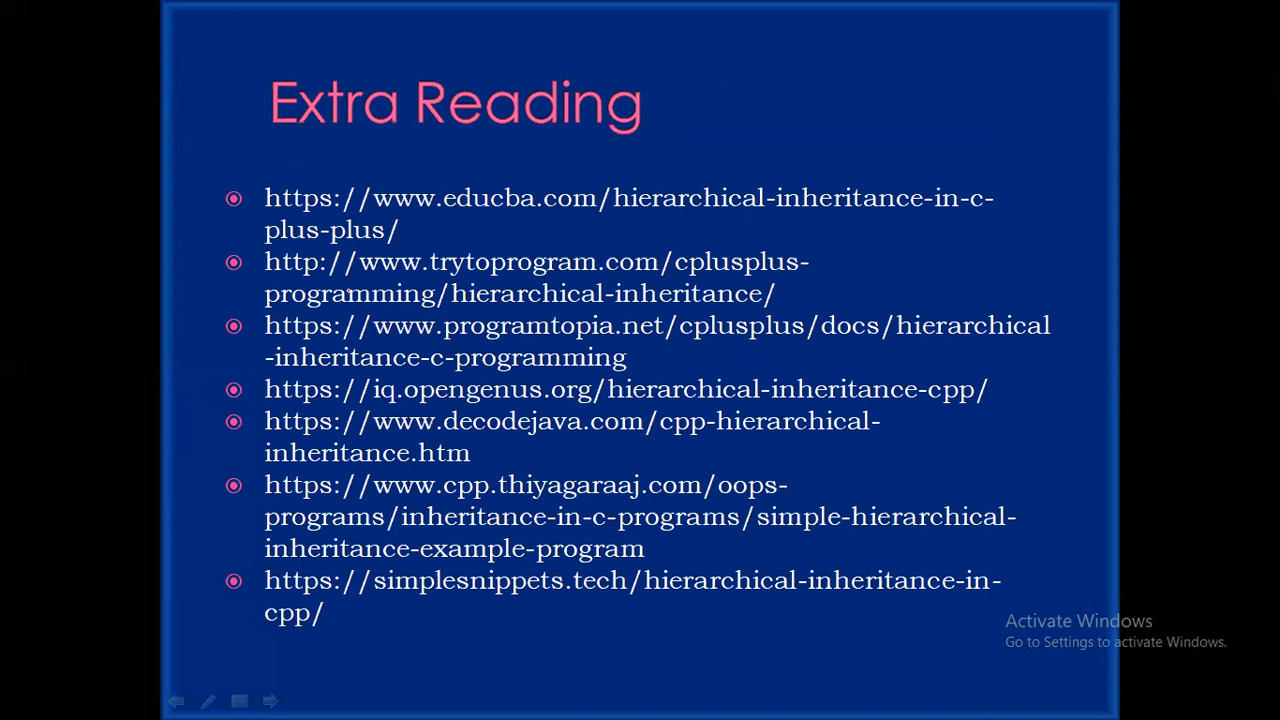 Extra Reading
https://www.educba.com/hierarchical-inheritance-in-c-
plus-plus/
http://www.trytoprogram.com/cplusplus-
programming/hierarchical-inheritance/
https://www.programtopia.net/cplusplus/docs/hierarchical
-inheritance-c-programming
https://iq.opengenus.org/hierarchical-inheritance-cpp/
https://www.decodejava.com/cpp-hierarchical-
inheritance.htm
https://www.cpp.thiyagaraaj.com/oops-
programs/inheritance-in-c-programs/simple-hierarchical-
inheritance-example-program
https://simplesnippets.tech/hierarchical-inheritance-in-
cpp/
Activate Windows
Go to Settings to activate Windows.